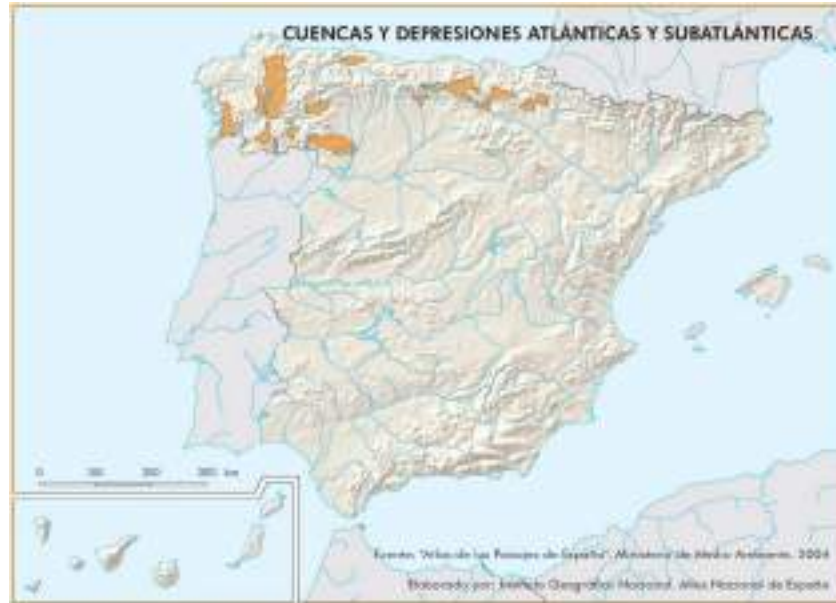 CUENCAS Y DEPRESIONES ATLÁNTICAS Y SUBATLÁNTICAS
0 100 200 300 km
Fuente: "Atlas de los Paisajes de España". Ministerio de Medio Ambiente. 2004
Elaborado por: Instituto Geográfico Nacional. Atlas Nacional de España